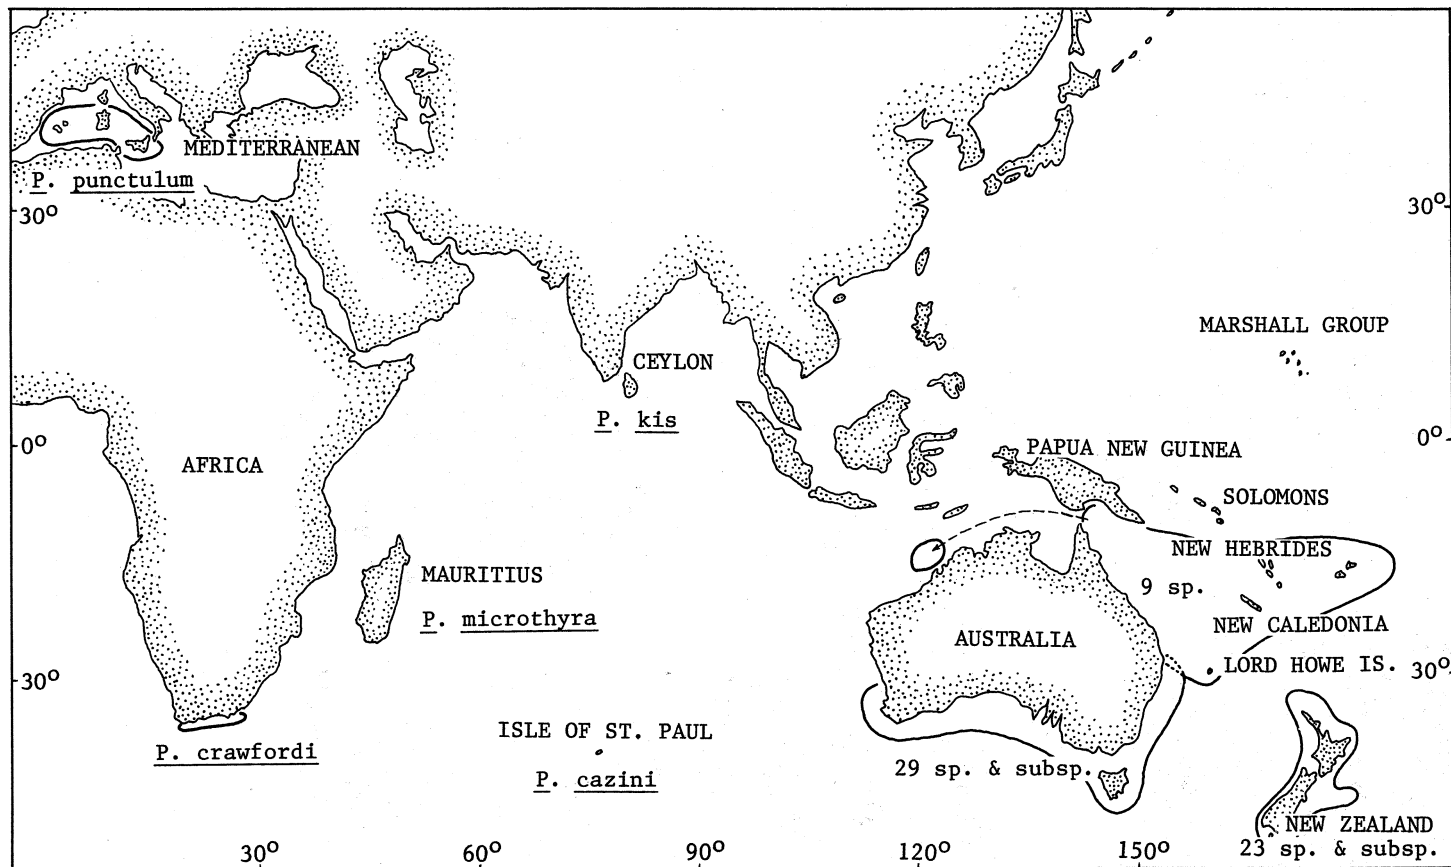 MEDITERRANEAN
P. punctulum
30°
30°
MARSHALL GROUP
CEYLON
P. kis
0°
0°
AFRICA
PAPUA NEW GUINEA
SOLOMONS
NEW HEBRIDES
MAURITIUS
9 sp.
P. microthyra
NEW CALEDONIA
AUSTRALIA
LORD HOWE IS.
30°
30°
ISLE OF ST. PAUL
P. crawfordi
29 sp. & subsp.
P. cazini
NEW ZEALAND
23 sp. & subsp.
30°
60°
90°
120°
150°